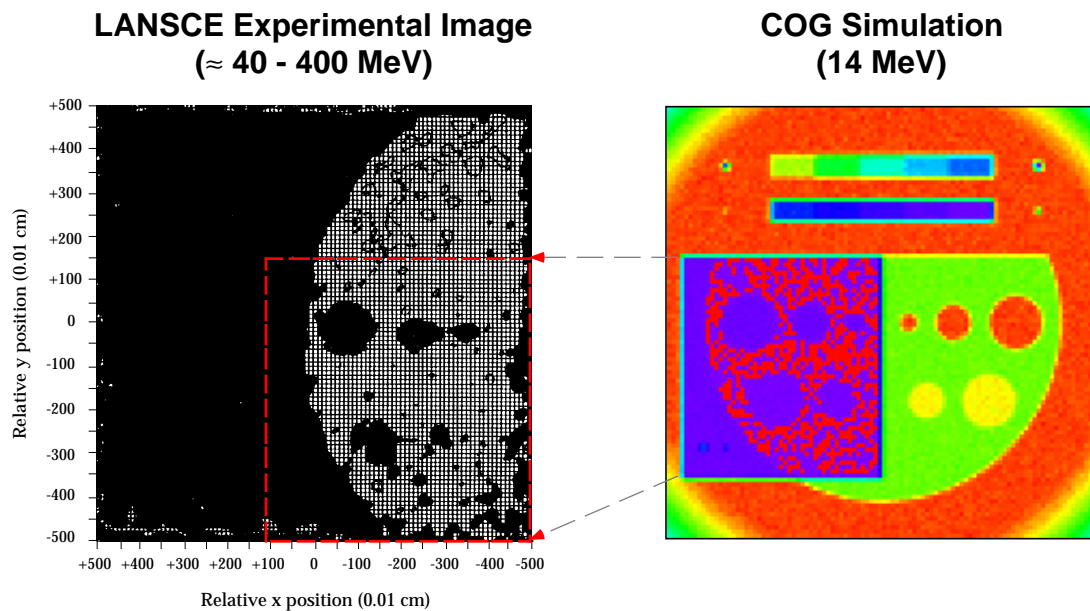 LANSCE Experimental Image
(≈ 40 - 400 MeV)
COG Simulation
(14 MeV)
+500
+400
+300
+200
+100
0
-100
-200
-300
-400
-500
Relative y position (0.01 cm)
+500 +400 +300 +200 +100 0 -100 -200 -300 -400 -500
Relative x position (0.01 cm)